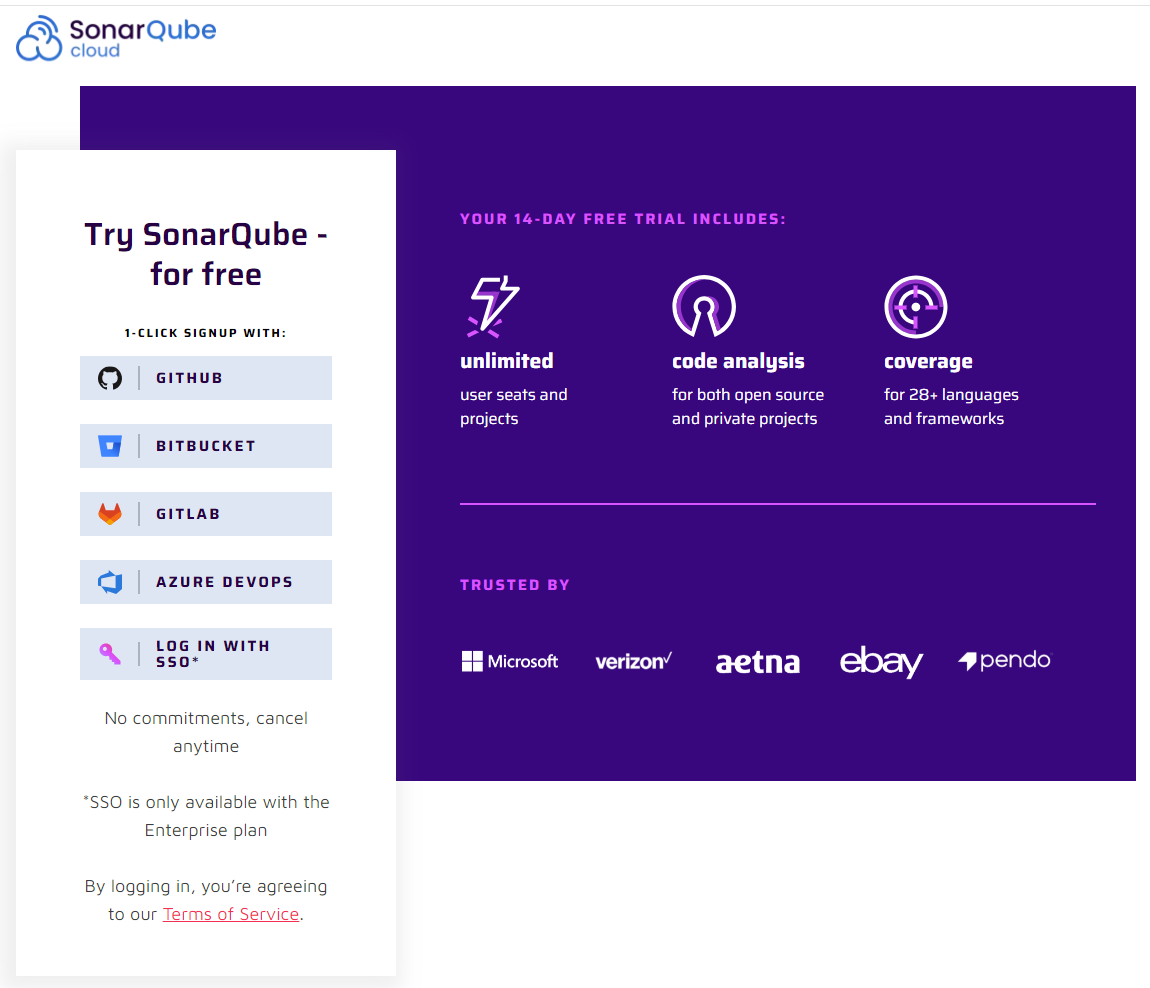 SonarQube
cloud
Try SonarQube -
for free
1-CLICK SIGNUP WITH:
GITHUB
BITBUCKET
GITLAB
AZURE DEVOPS
LOG IN WITH
SSO*
No commitments, cancel
anytime
*SSO is only available with the
Enterprise plan
By logging in, you’re agreeing
to our Terms of Service.
YOUR 14-DAY FREE TRIAL INCLUDES:
unlimited
user seats and
projects
code analysis
for both open source
and private projects
coverage
for 28+ languages
and frameworks
TRUSTED BY
Microsoft verizon✓ aetna ebay pendo